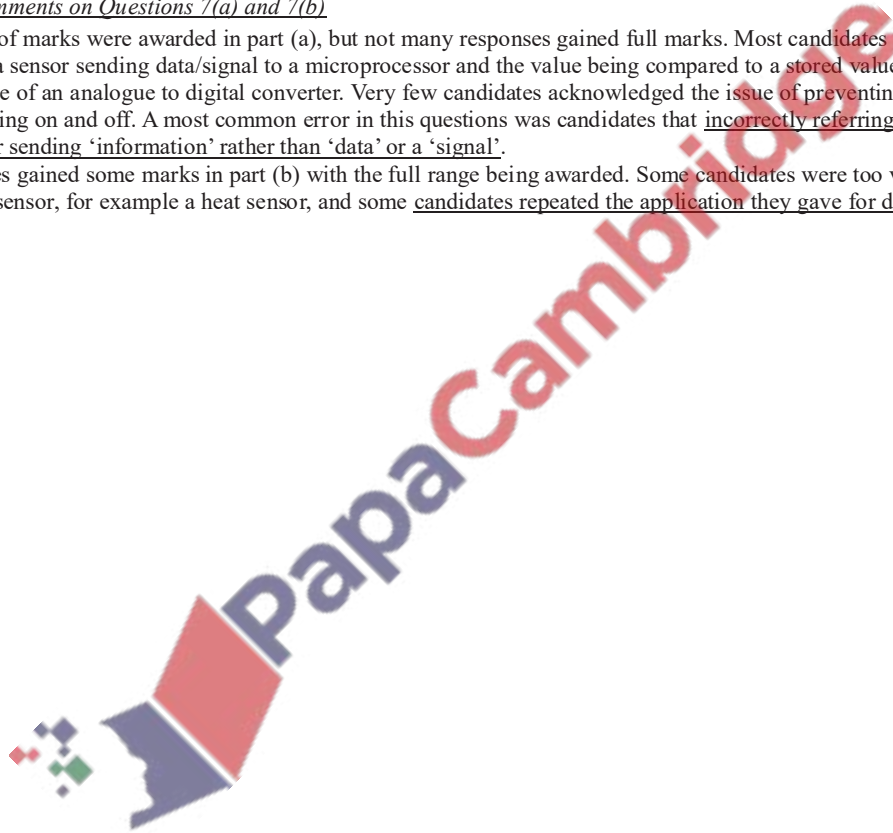 mments on Questions 7(a) and 7(b)
of marks were awarded in part (a), but not many responses gained full marks. Most candidates
a sensor sending data/signal to a microprocessor and the value being compared to a stored value
e of an analogue to digital converter. Very few candidates acknowledged the issue of preventin
ing on and off. A most common error in this questions was candidates that incorrectly referring
r sending ‘information’ rather than ‘data’ or a ‘signal’.
es gained some marks in part (b) with the full range being awarded. Some candidates were too v
sensor, for example a heat sensor, and some candidates repeated the application they gave for d
PapaCambridge